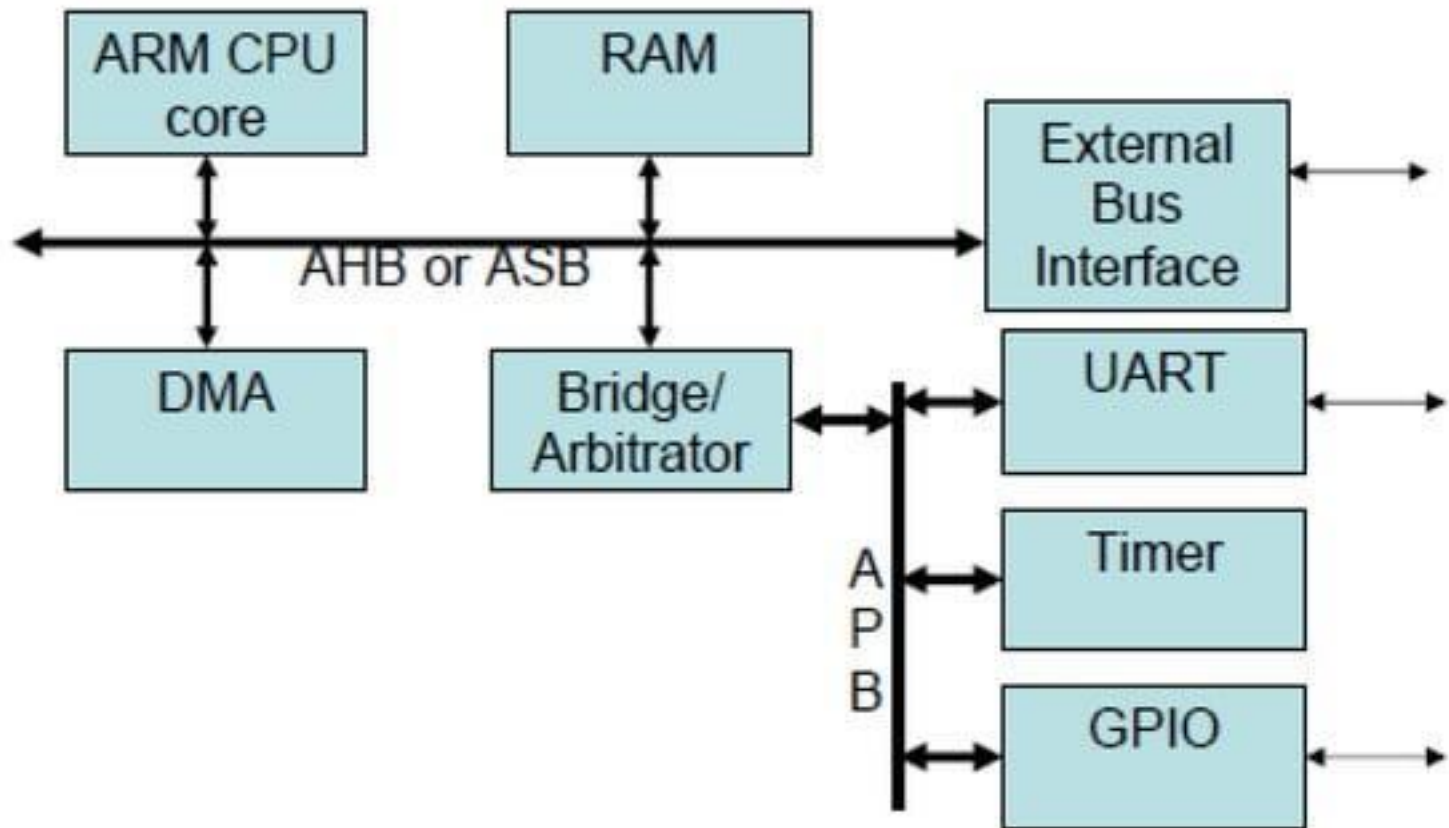 ARM CPU
core
RAM
External
Bus
Interface
AHB or ASB
DMA
Bridge/
Arbitrator
UART
A
P
B
Timer
GPIO